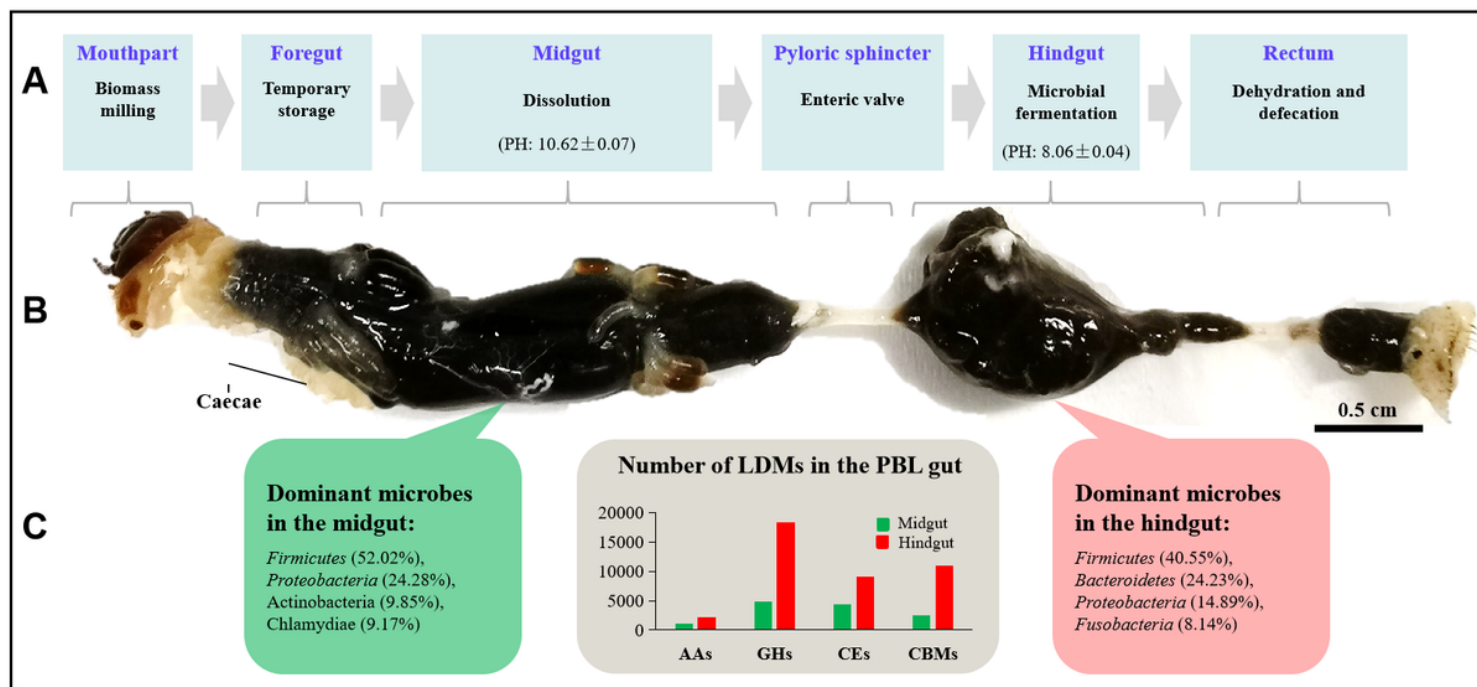 A
Mouthpart
Biomass
milling
Foregut
Temporary
storage
Midgut
Dissolution
(PH: 10.62±0.07)
Pyloric sphincter
Enteric valve
Hindgut
Microbial
fermentation
(PH: 8.06±0.04)
Rectum
Dehydration and
defecation
B
Caecae
0.5 cm
C
Dominant microbes
in the midgut:
Firmicutes (52.02%),
Proteobacteria (24.28%),
Actinobacteria (9.85%),
Chlamydiae (9.17%)
Number of LDMs in the PBL gut
20000
15000
10000
5000
0
Midgut
Hindgut
AAs GHs CEs CBMs
Dominant microbes
in the hindgut:
Firmicutes (40.55%),
Bacteroidetes (24.23%),
Proteobacteria (14.89%),
Fusobacteria (8.14%)